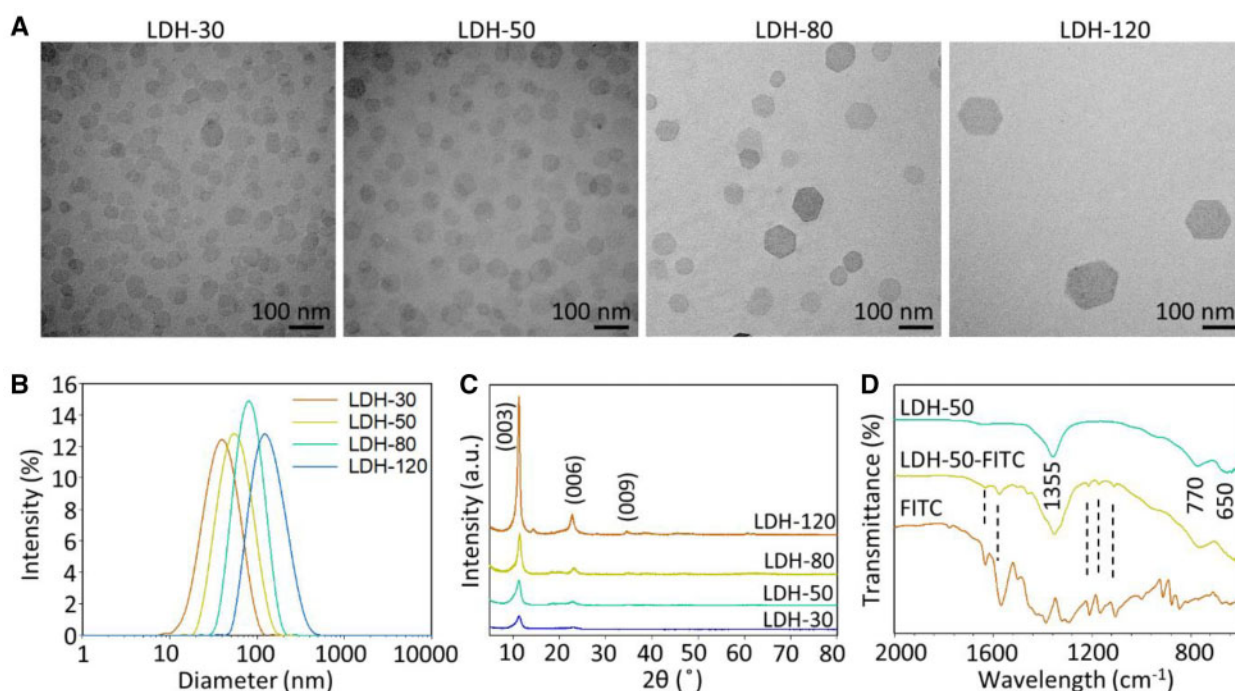 A
LDH-30
LDH-50
LDH-80
LDH-120
100 nm
100 nm
100 nm
100 nm
B
Intensity (%)
16
14
12
10
8
6
4
2
0
LDH-30
LDH-50
LDH-80
LDH-120
1
10
100
1000
10000
Diameter (nm)
C
Intensity (a.u.)
(003)
(006)
(009)
LDH-120
LDH-80
LDH-50
LDH-30
10
20
30
40
50
60
70
80
2θ (˚)
D
Transmittance (%)
LDH-50
LDH-50-FITC
FITC
1355
770
650
2000
1600
1200
800
Wavelength (cm-1)